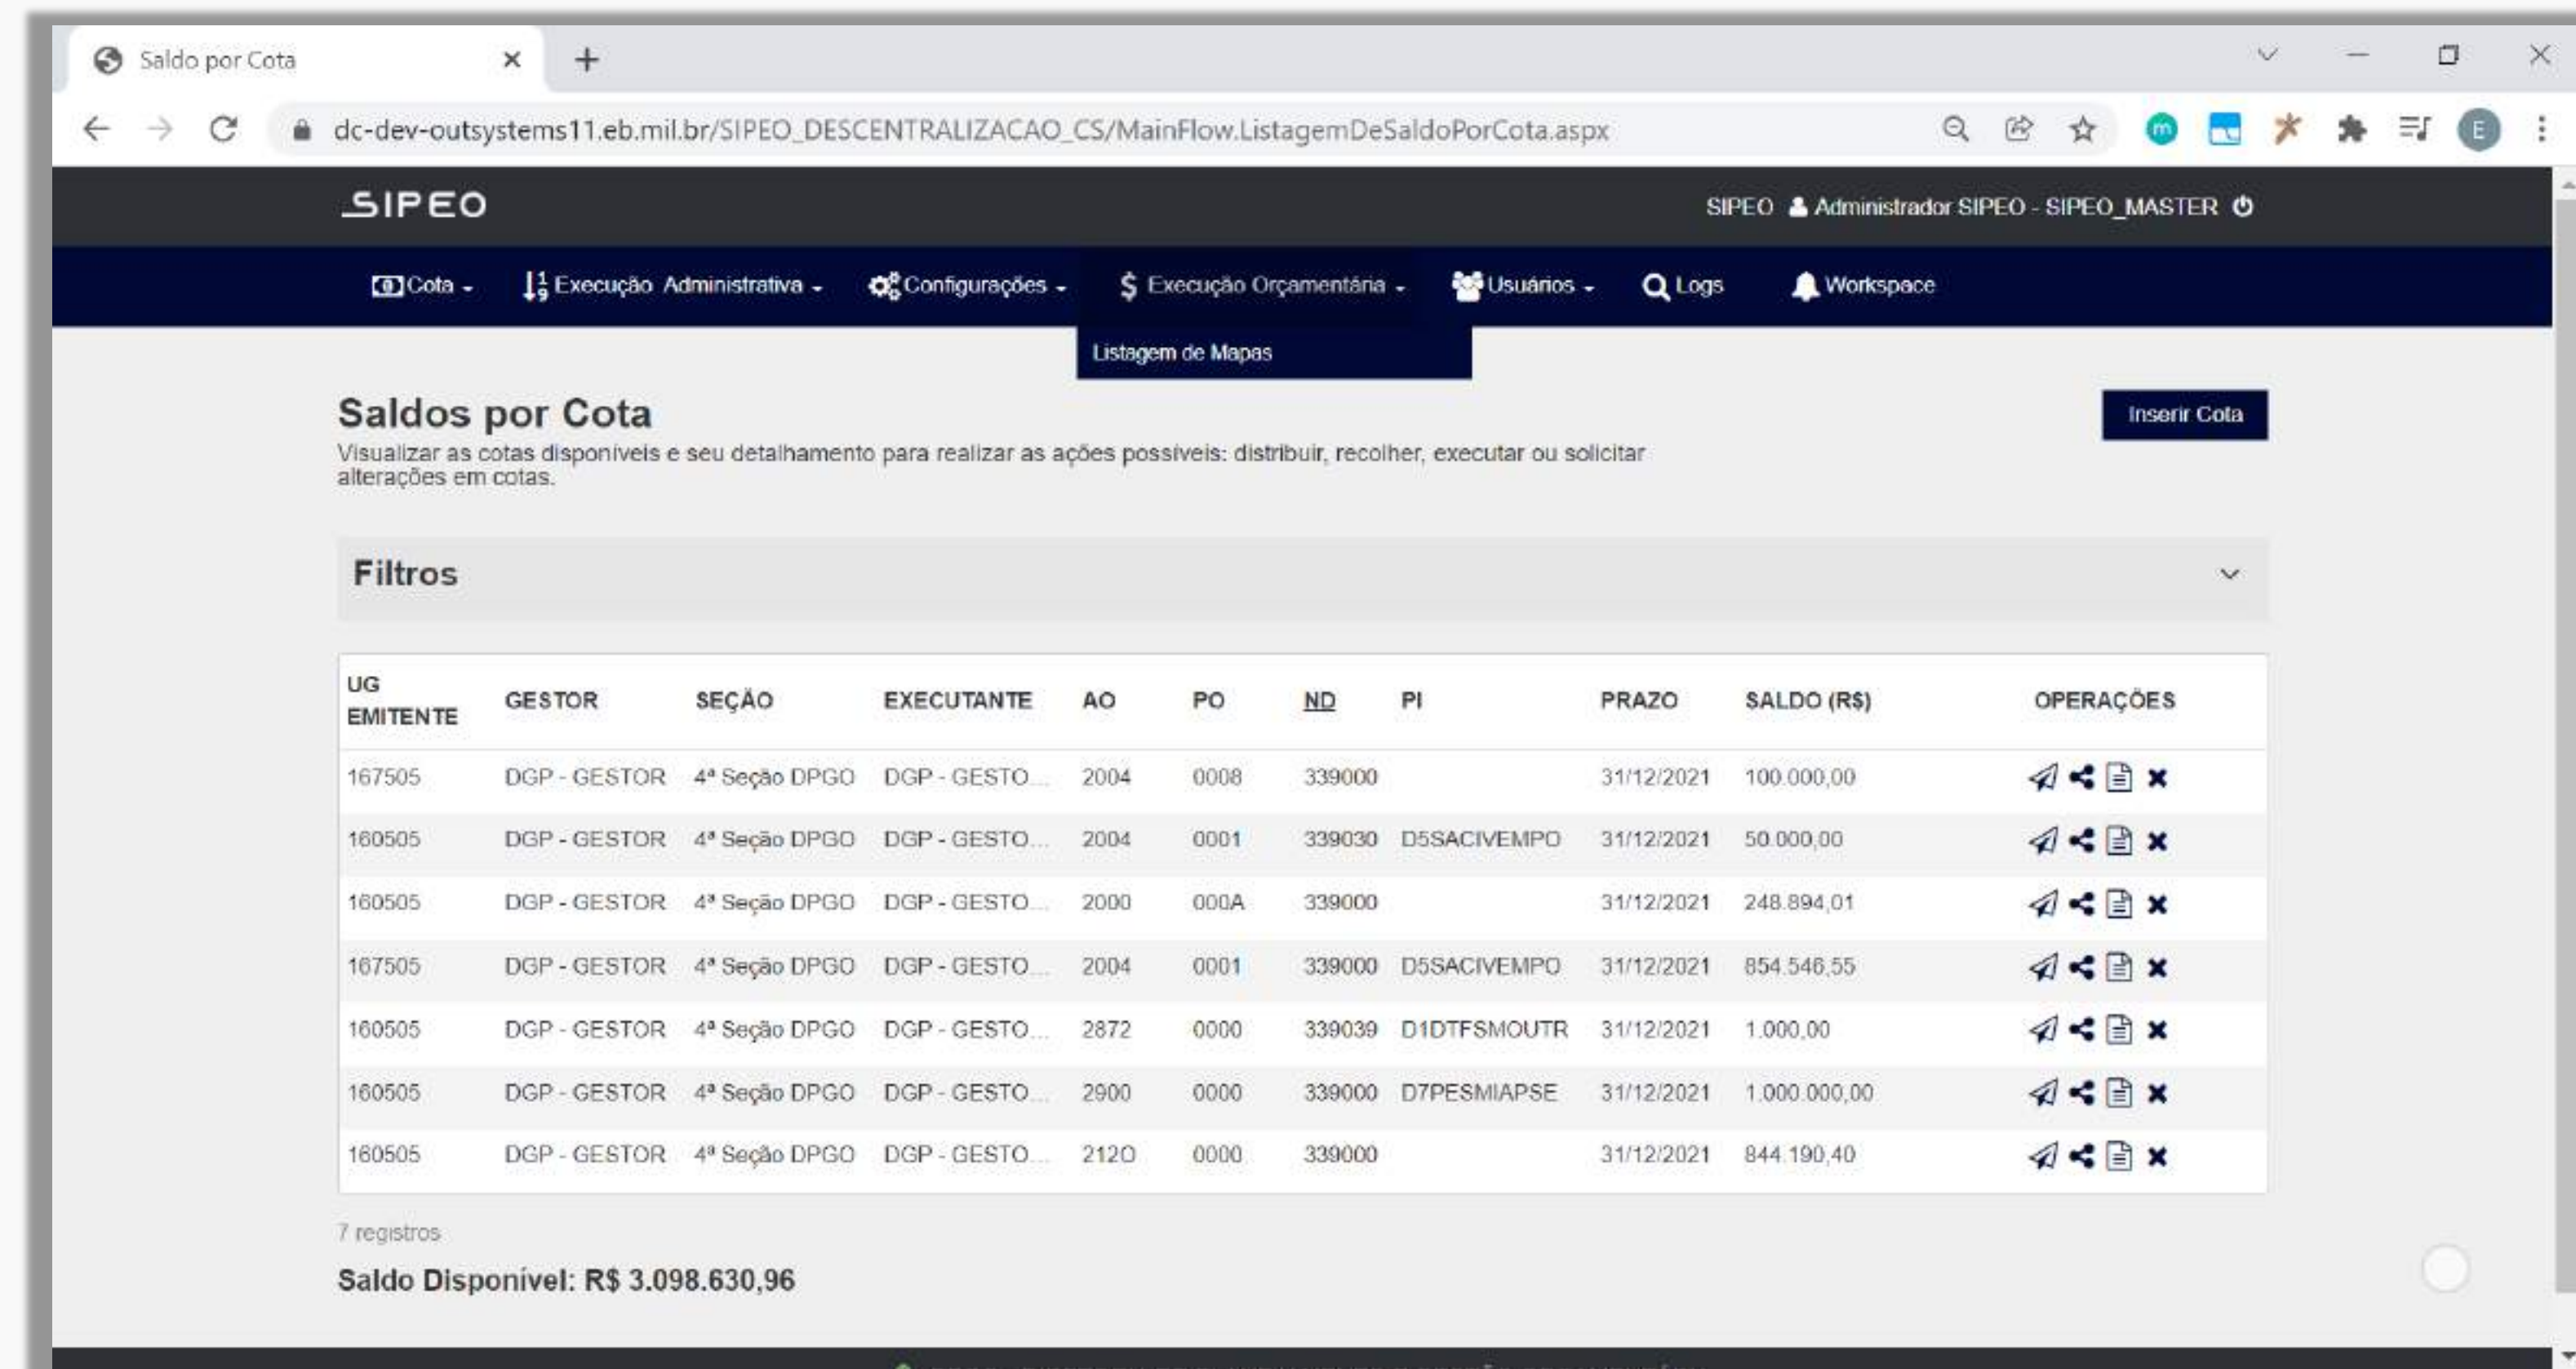 Saldo por Cota
dc-dev-outsystems11.eb.mil.br/SIPEO_DESCENTRALIZACAO_CS/MainFlow.ListagemDeSaldoPorCota.aspx
m
E
SIPEO
SIPEO Administrador SIPEO - SIPEO_MASTER
Cota Execução Administrativa Configurações $ Execução Orçamentária Usuários Logs Workspace
Listagem de Mapas
Saldos por Cota
Inserir Cota
Visualizar as cotas disponíveis e seu detalhamento para realizar as ações possíveis: distribuir, recolher, executar ou solicitar
alterações em cotas.
Filtros
UG EMITENTE GESTOR SEÇÃO EXECUTANTE AO PO ND PI PRAZO SALDO (R$) OPERAÇÕES
167505 DGP - GESTOR 4ª Seção DPGO DGP - GESTO... 2004 0008 339000 31/12/2021 100.000,00
160505 DGP - GESTOR 4ª Seção DPGO DGP - GESTO... 2004 0001 339030 D5SACIVEMPO 31/12/2021 50.000,00
160505 DGP - GESTOR 4ª Seção DPGO DGP - GESTO... 2000 000A 339000 31/12/2021 248.894,01
167505 DGP - GESTOR 4ª Seção DPGO DGP - GESTO... 2004 0001 339000 D5SACIVEMPO 31/12/2021 854.546,55
160505 DGP - GESTOR 4ª Seção DPGO DGP - GESTO... 2872 0000 339039 D1DTFSMOUTR 31/12/2021 1.000,00
160505 DGP - GESTOR 4ª Seção DPGO DGP - GESTO... 2900 0000 339000 D7PESMIAPSE 31/12/2021 1.000.000,00
160505 DGP - GESTOR 4ª Seção DPGO DGP - GESTO... 212O 0000 339000 31/12/2021 844.190,40
7 registros
Saldo Disponível: R$ 3.098.630,96